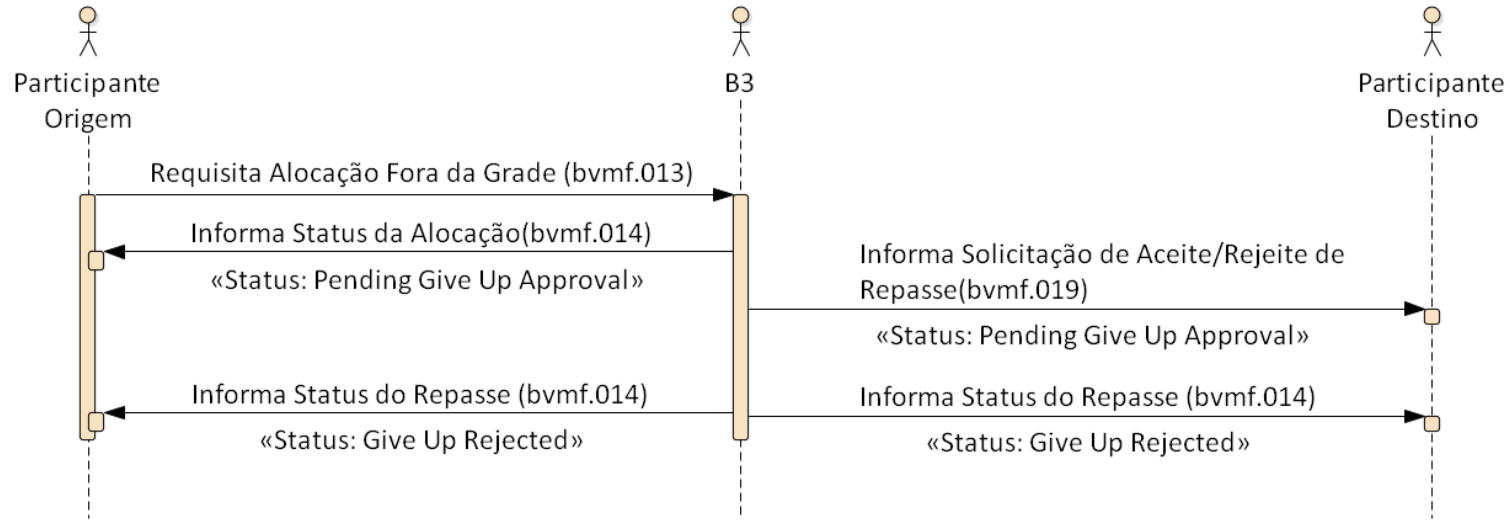 Participante
Origem
B3
Participante
Destino
Requisita Alocação Fora da Grade (bvmf.013)
Informa Status da Alocação(bvmf.014)
«Status: Pending Give Up Approval»
Informa Solicitação de Aceite/Rejeite de
Repasse(bvmf.019)
«Status: Pending Give Up Approval»
Informa Status do Repasse (bvmf.014)
«Status: Give Up Rejected»
Informa Status do Repasse (bvmf.014)
«Status: Give Up Rejected»